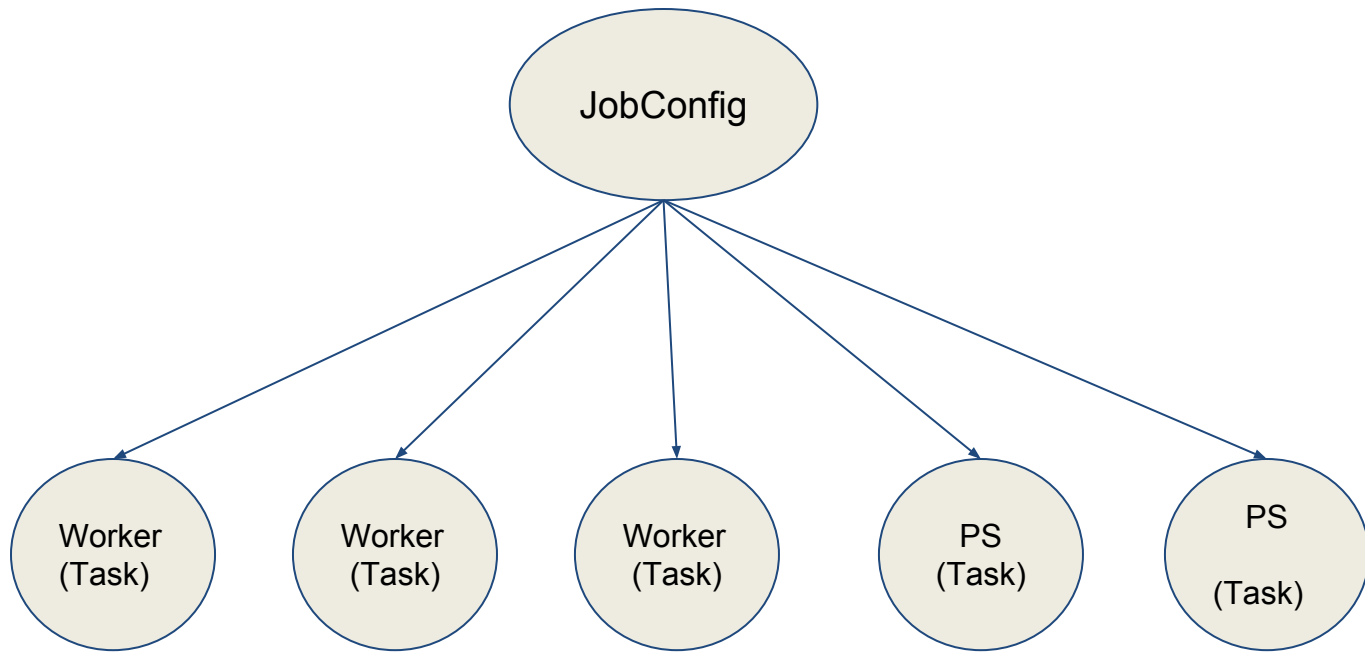 JobConfig
Worker
(Task)
Worker
(Task)
Worker
(Task)
PS
(Task)
PS
(Task)